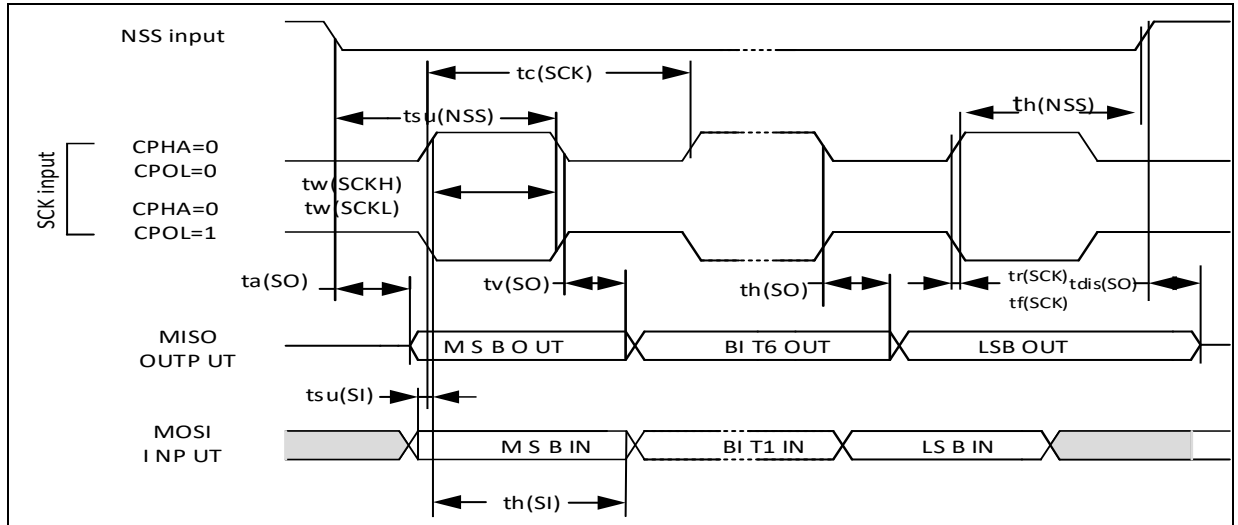 NSS input
tc(SCK)
tsu(NSS)
th(NSS)
SCK input
CPHA=0
CPOL=0
tw(SCKH)
CPHA=0
tw(SCKL)
CPOL=1
ta(SO)
tv(SO)
th(SO)
tr(SCK)
tdis(SO)
tf(SCK)
MISO
OUTP UT
M S B O UT
BI T6 OUT
LSB OUT
tsu(SI)
MOSI
I NP UT
M S B IN
BI T1 IN
LS B IN
th(SI)